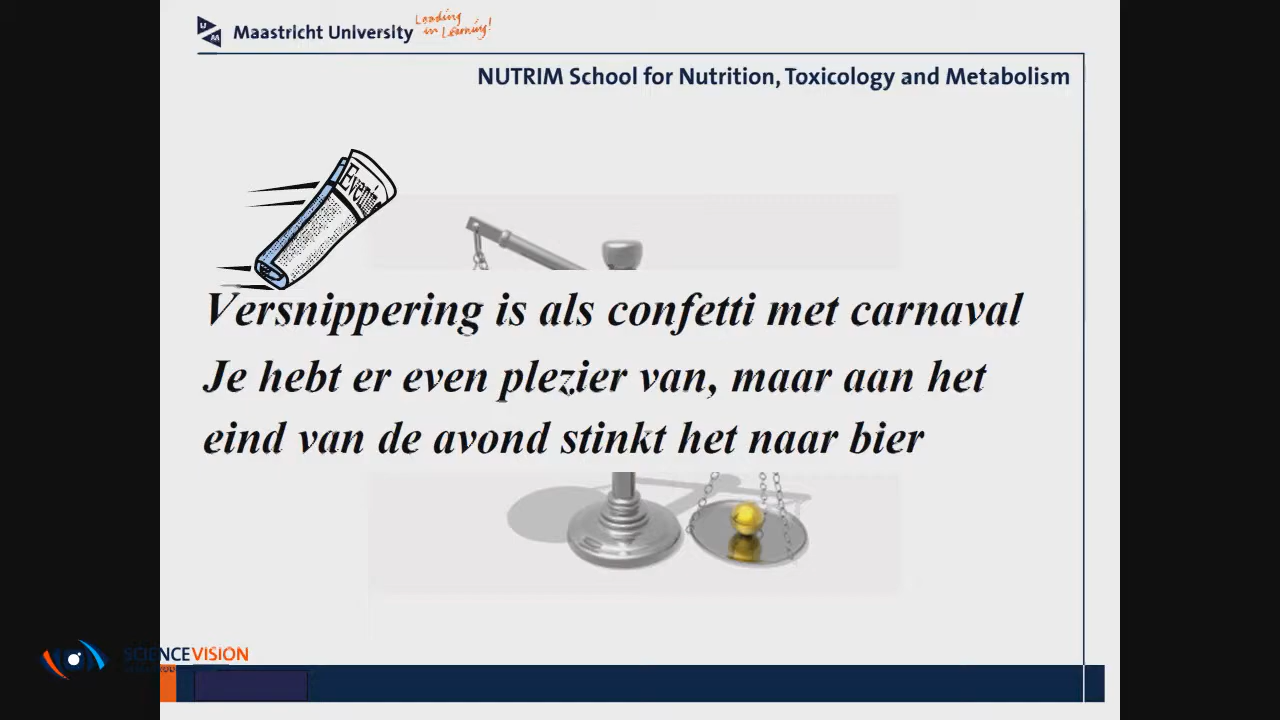 Maastricht University
Leading
in Learning!
NUTRIM School for Nutrition, Toxicology and Metabolism
Evening
Versnippering is als confetti met carnaval
Je hebt er even plezier van, maar aan het
eind van de avond stinkt het naar bier
SCIENCEVISION